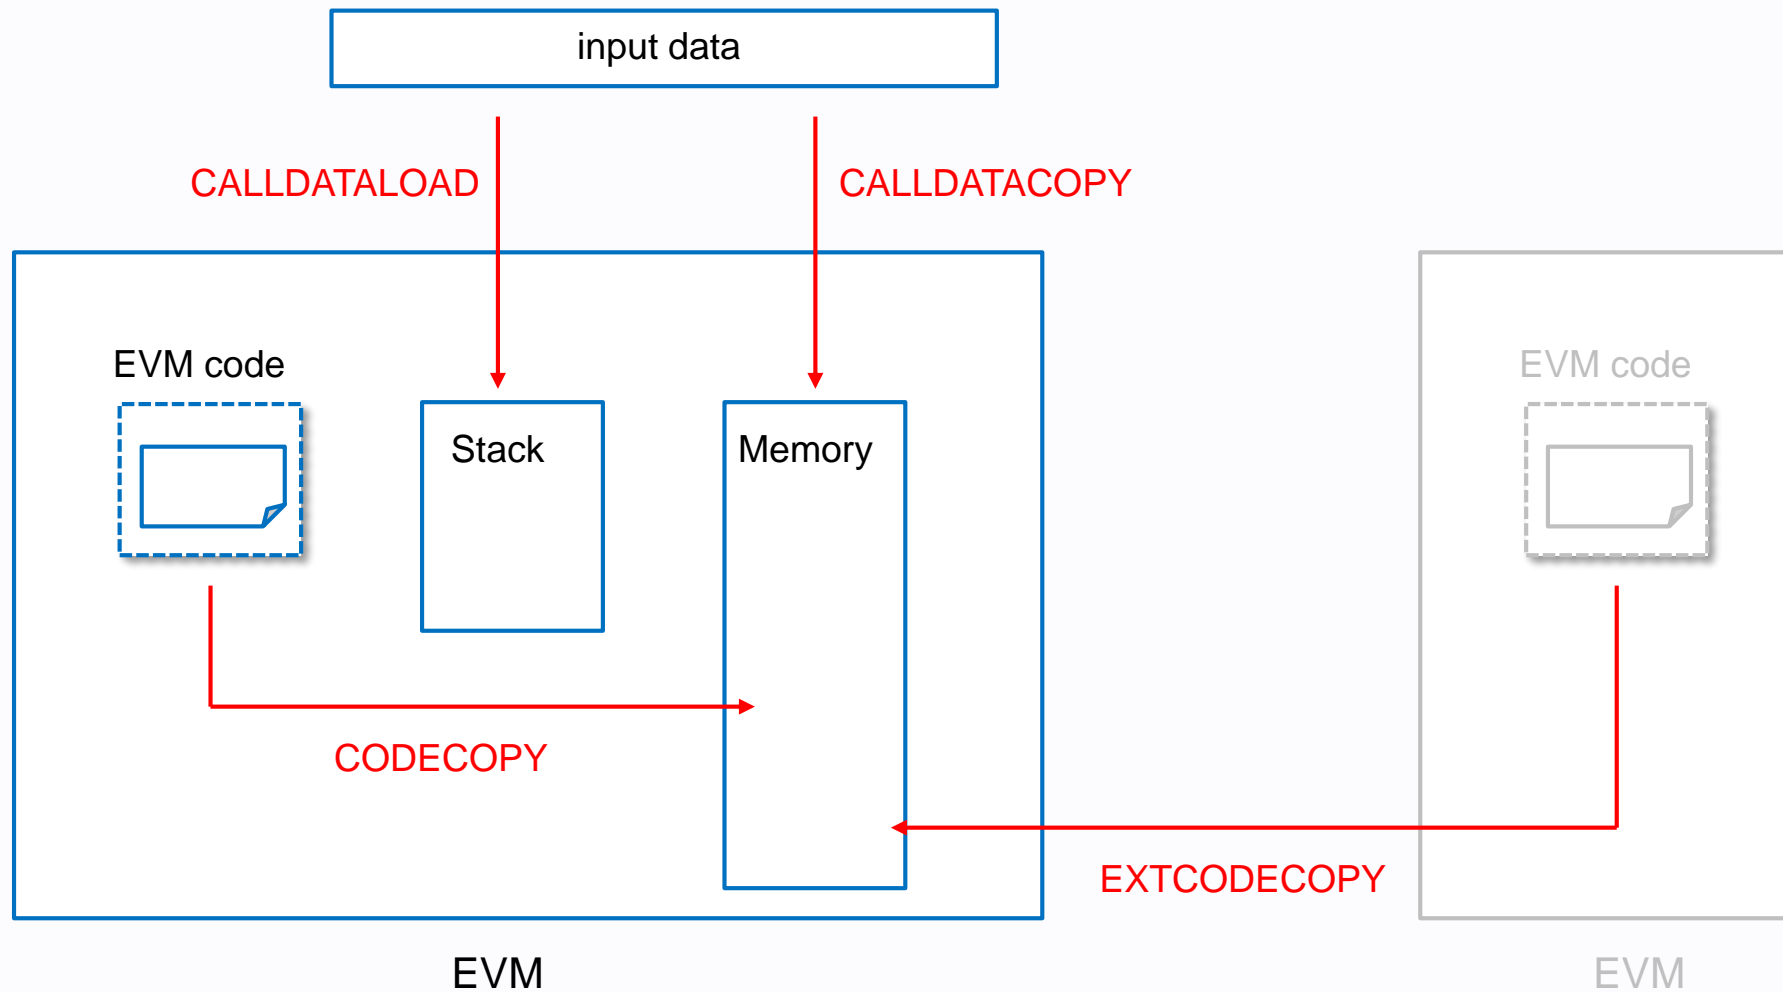 input data
CALLDATALOAD
CALLDATACOPY
EVM code
EVM code
Stack
Memory
CODECOPY
EXTCODECOPY
EVM
EVM